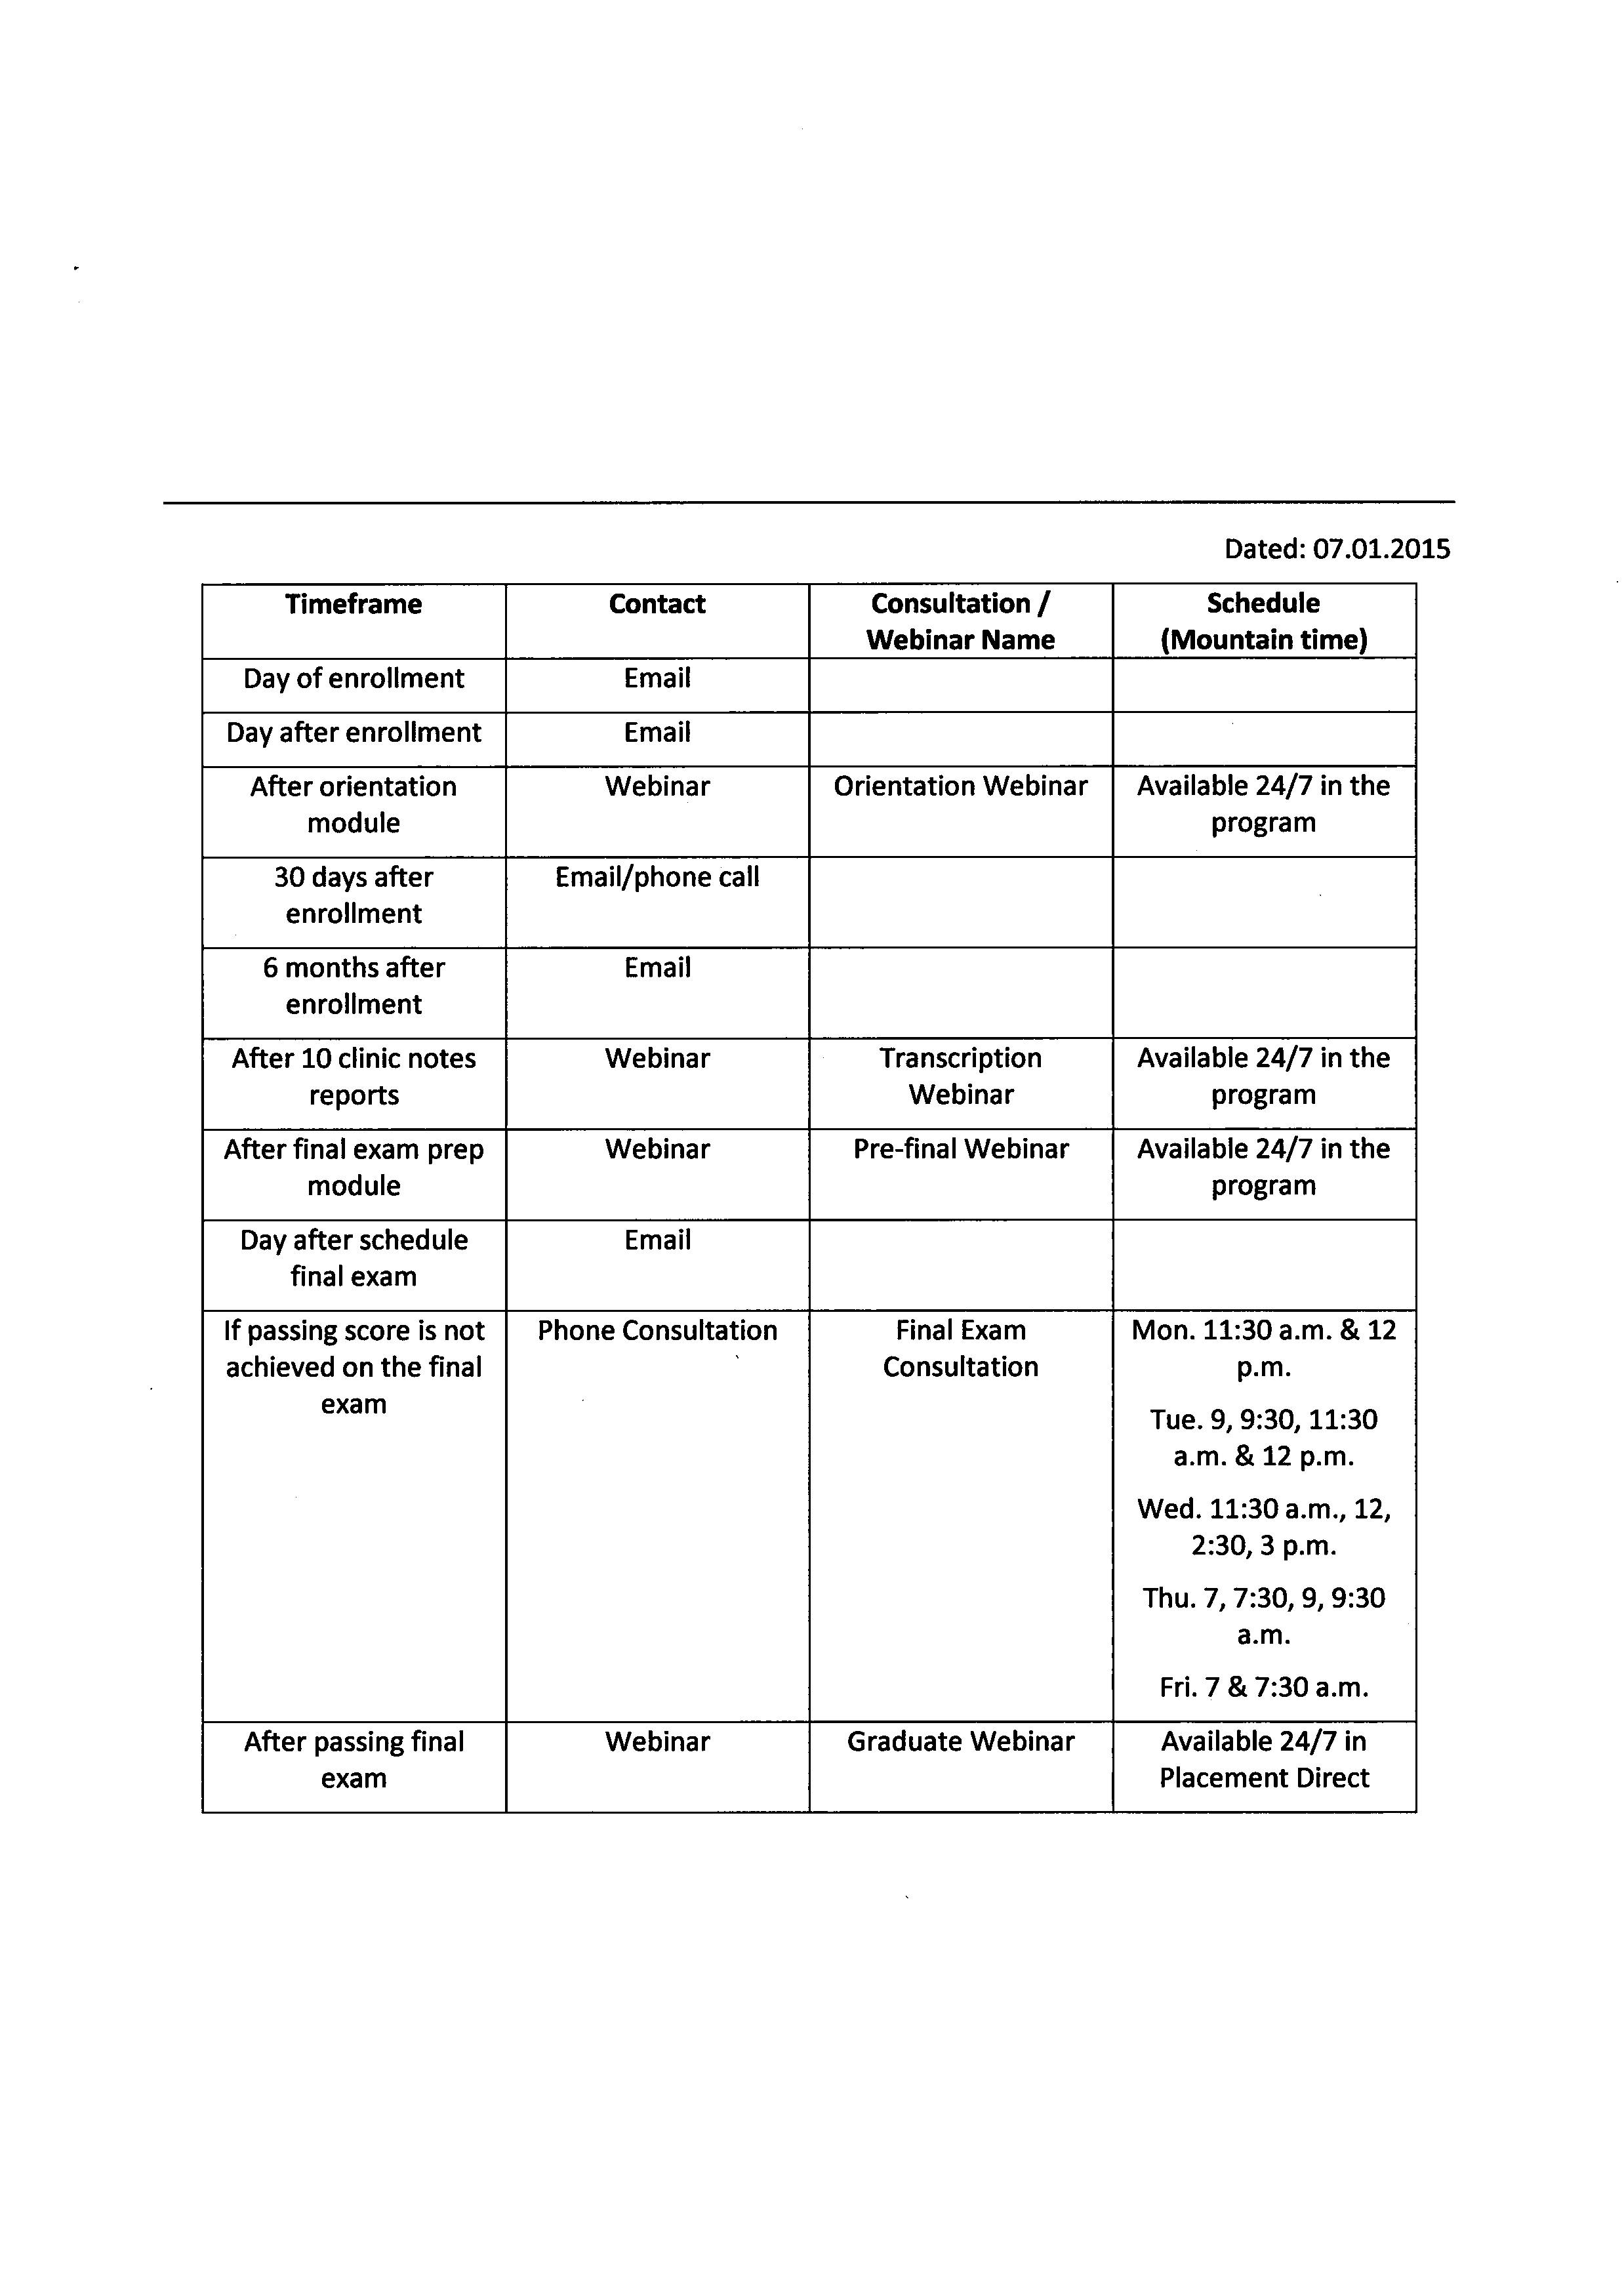 Dated: 07.01.2015
Timeframe Contact Consultation / Schedule
Webinar Name (Mountain time)
Day of enrollment Email
Day after enrollment Email
After orientation Webinar Orientation Webinar Available 24/7 in the
module program
30 days after Email/phone call
enrollment
6 months after Email
enrollment
After 10 clinic notes Webinar Transcription Available 24/7 in the
reports Webinar program
After final exam prep Webinar Pre-final Webinar Available 24/7 in the
module program
Day after schedule Email
final exam
If passing score is not Phone Consultation Final Exam Mon. 11:30 a.m. & 12
achieved on the final Consultation p.m.
exam
Tue. 9, 9:30, 11:30
a.m. & 12 p.m.
Wed. 11:30 a.m., 12,
2:30, 3 p.m.
Thu. 7, 7:30, 9, 9:30
a.m.
Fri. 7 & 7:30 a.m.
After passing final Webinar Graduate Webinar Available 24/7 in
exam Placement Direct